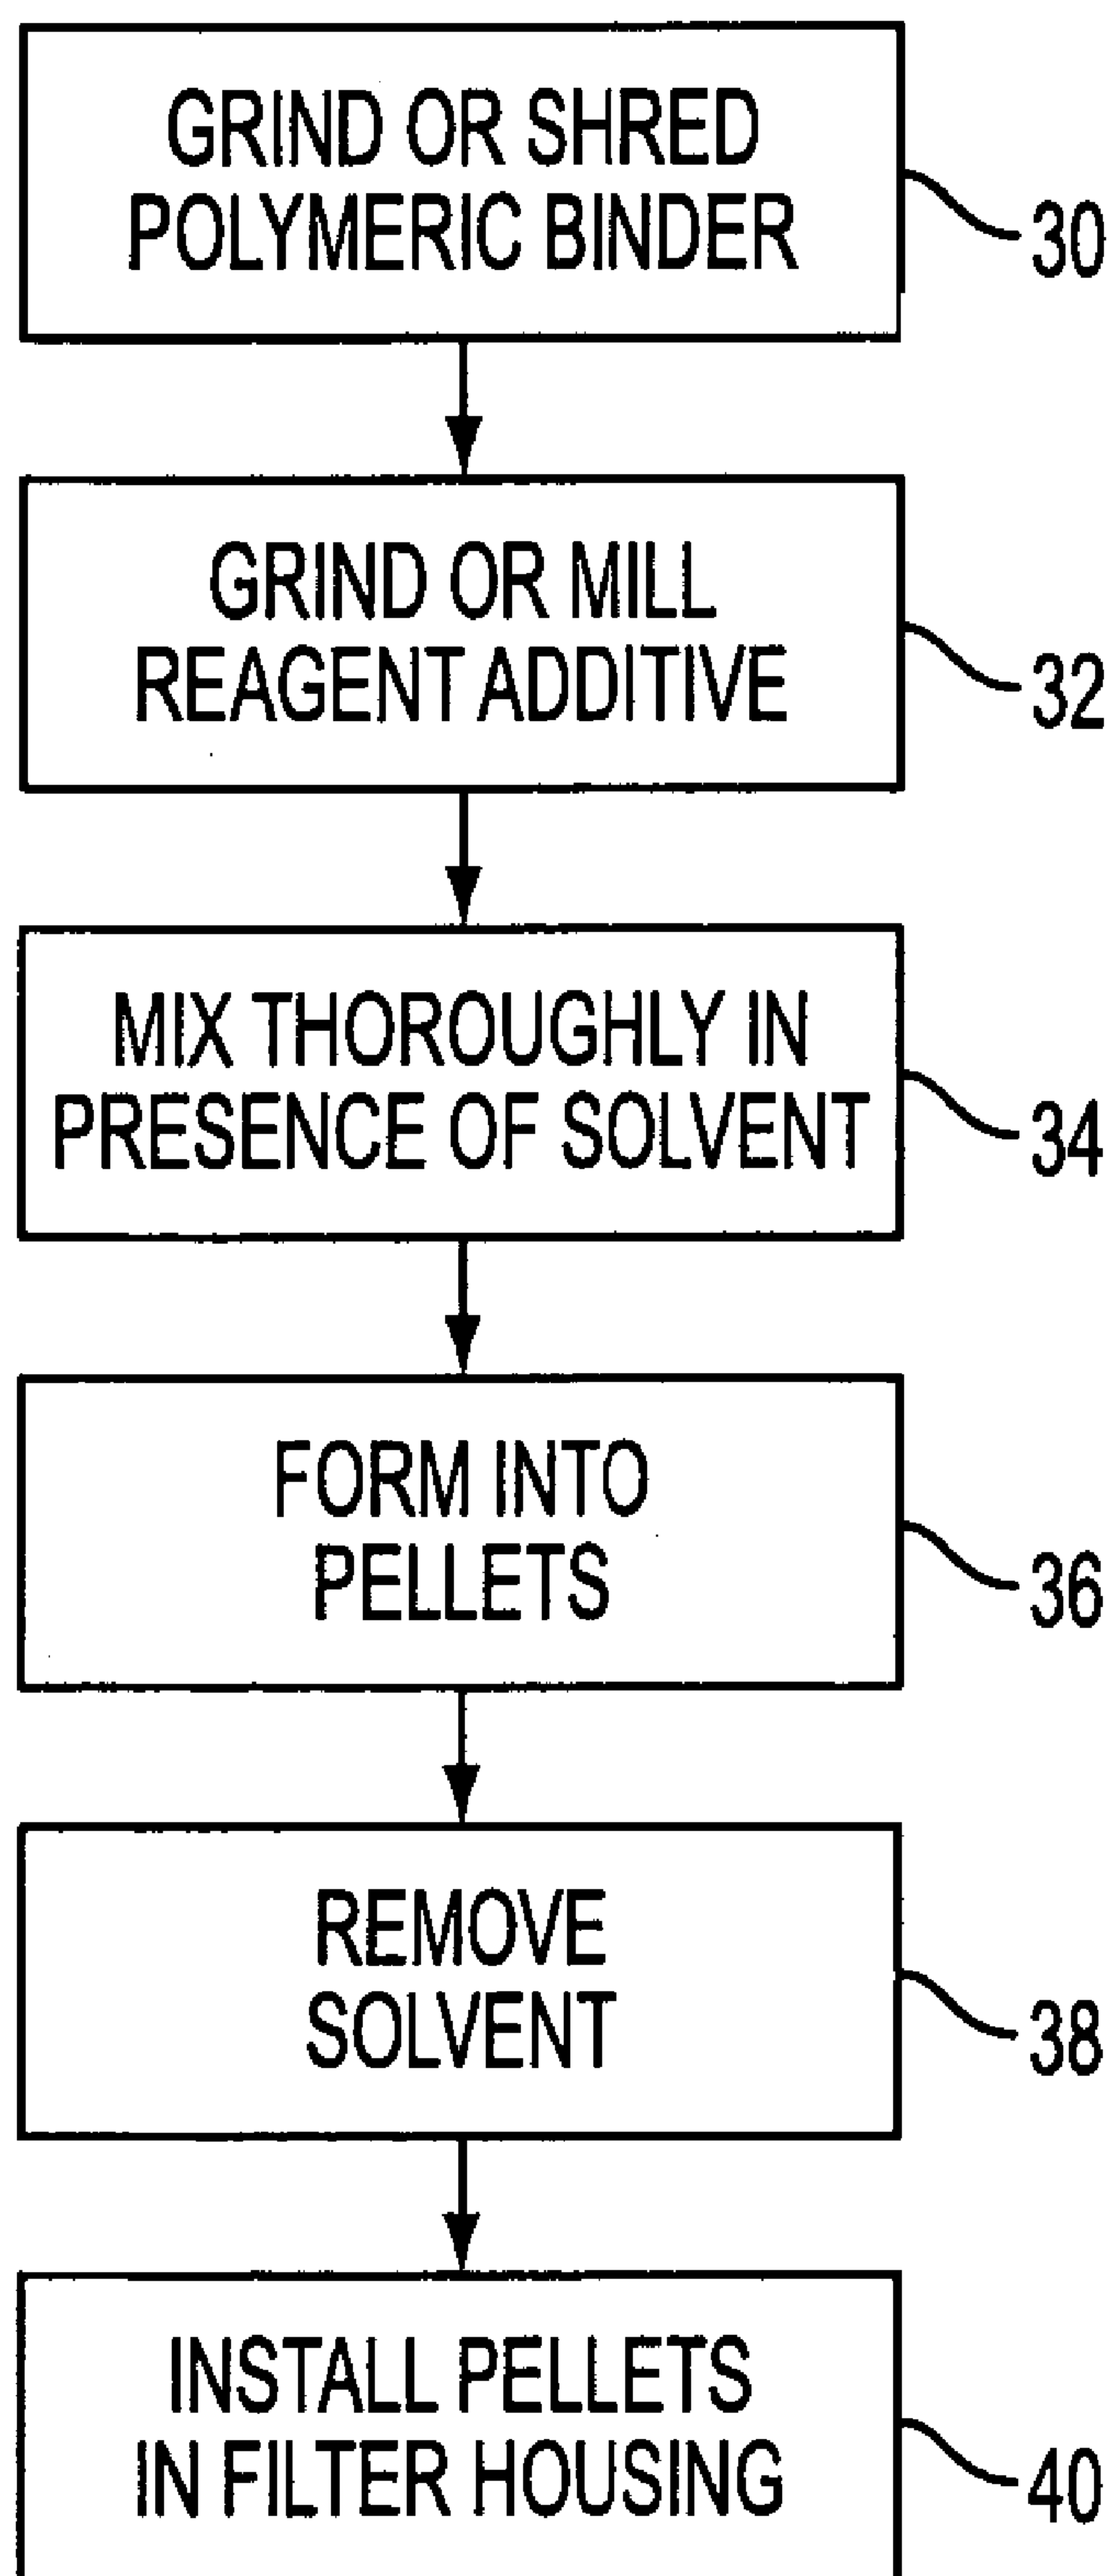 GRIND OR SHRED
POLYMERIC BINDER
30
GRIND OR MILL
REAGENT ADDITIVE
32
MIX THOROUGHLY IN
PRESENCE OF SOLVENT
34
FORM INTO
PELLETS
36
REMOVE
SOLVENT
38
INSTALL PELLETS
IN FILTER HOUSING
40